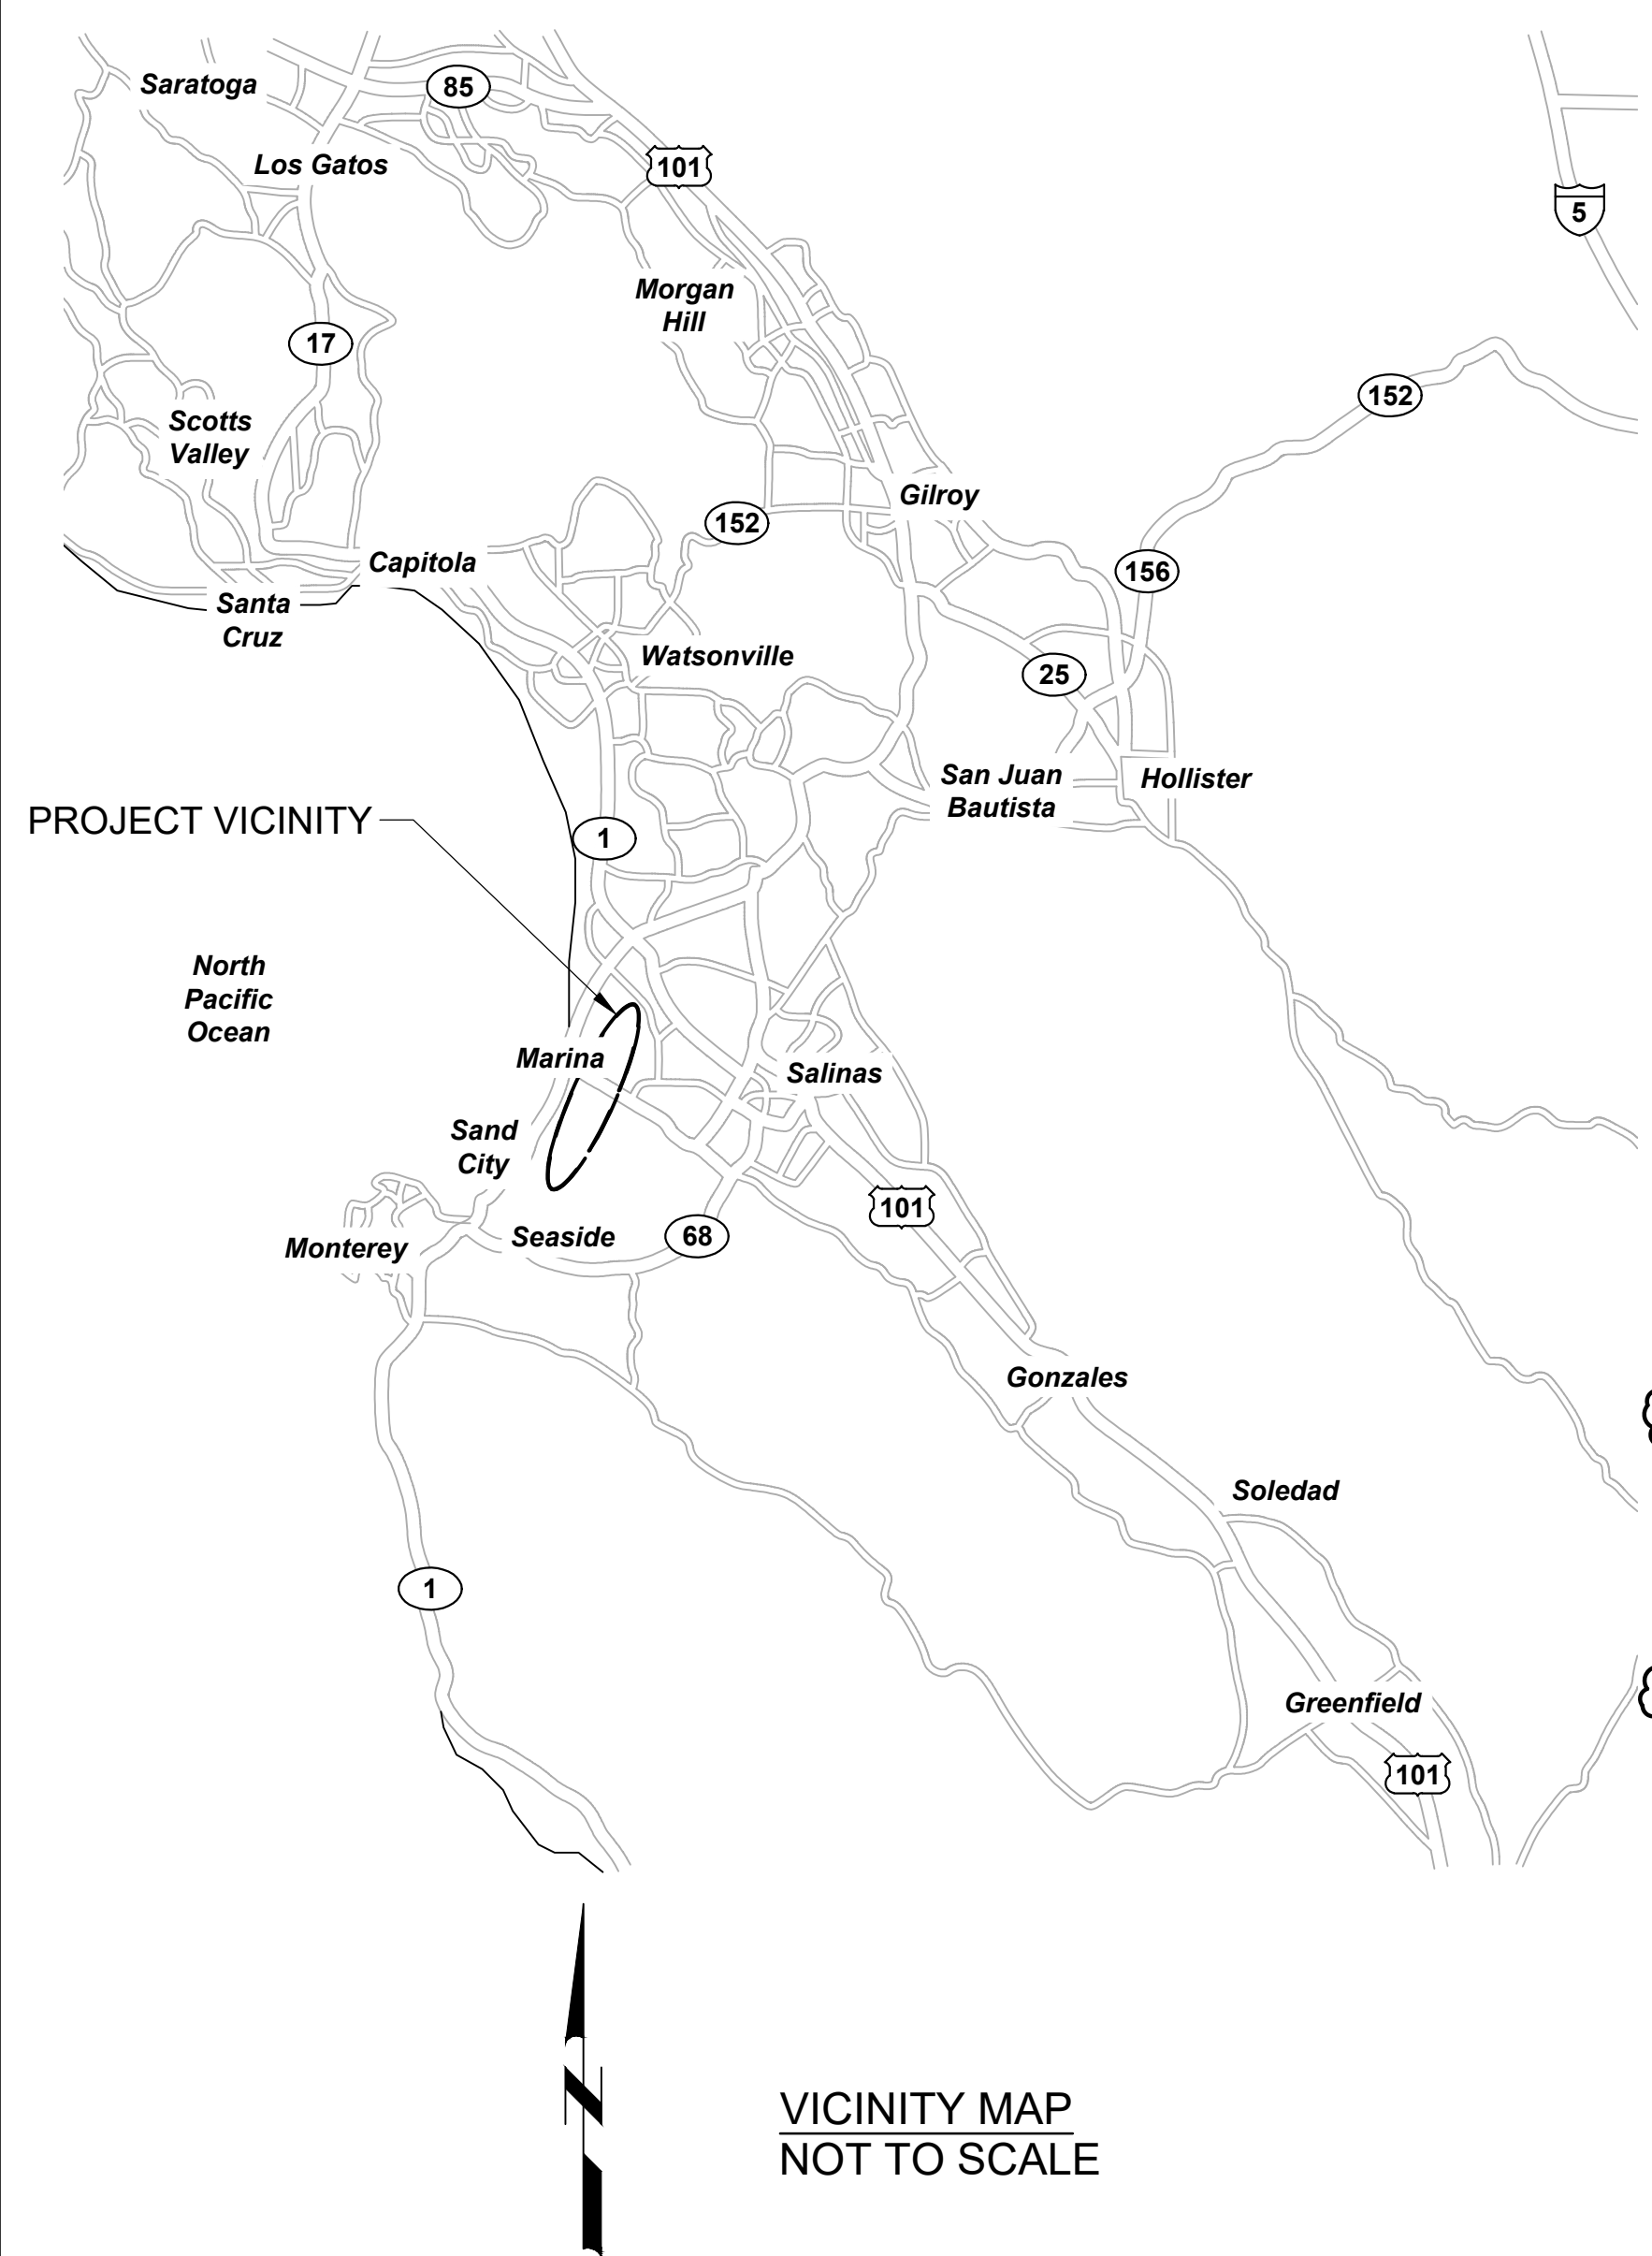 Saratoga
85
Los Gatos
101
5
Morgan
Hill
17
152
Scotts
Valley
Gilroy
152
Capitola
156
Santa
Cruz
Watsonville
25
San Juan
Bautista
Hollister
PROJECT VICINITY
1
North
Pacific
Ocean
Marina
Salinas
Sand
City
101
Seaside
68
Monterey
Gonzales
Soledad
1
Greenfield
101
N
VICINITY MAP
NOT TO SCALE